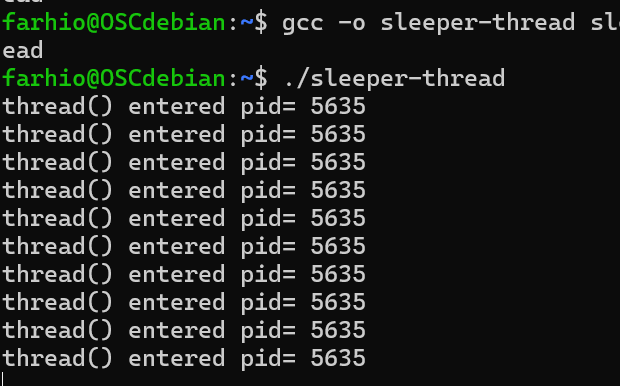 farhio@OSCdebian:~$ gcc -o sleeper-thread
ead
farhio@OSCdebian:~$ ./sleeper-thread
thread() entered pid= 5635
thread() entered pid= 5635
thread() entered pid= 5635
thread() entered pid= 5635
thread() entered pid= 5635
thread() entered pid= 5635
thread() entered pid= 5635
thread() entered pid= 5635
thread() entered pid= 5635
thread() entered pid= 5635